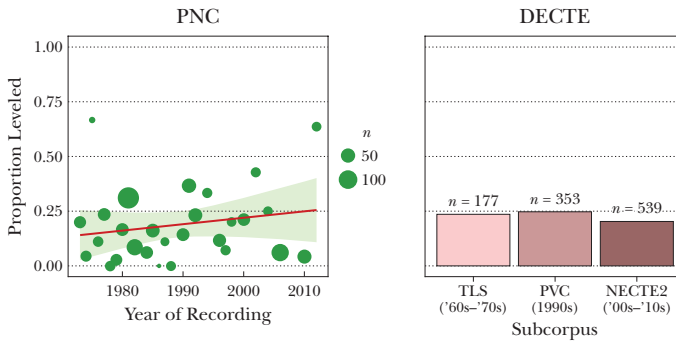 PNC
DECTE
Proportion Leveled
1.00
0.75
0.50
0.25
0.00
1980 1990 2000 2010
Year of Recording
n
50
100
n = 177
n = 353
n = 539
TLS PVC NECTE2
(’60s–’70s) (1990s) (’00s–’10s)
Subcorpus